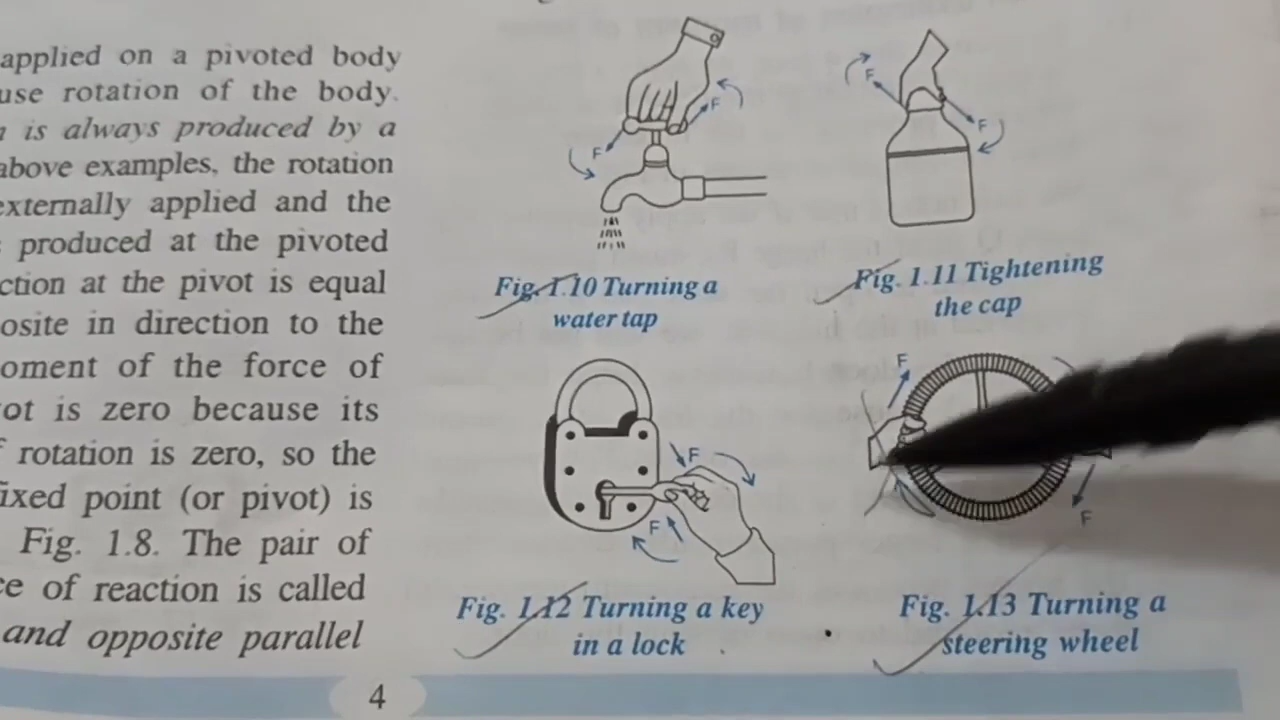 applied on a pivoted body
use rotation of the body.
is always produced by a
above examples, the rotation
externally applied and the
produced at the pivoted
ction at the pivot is equal
osite in direction to the
oment of the force of
ot is zero because its
rotation is zero, so the
ixed point (or pivot) is
Fig. 1.8. The pair of
ce of reaction is called
and opposite parallel
4
F
F
Fig. 1.10 Turning a
water tap
F
F
Fig. 1.11 Tightening
the cap
F
F
Fig. 1.12 Turning a key
in a lock
F
F
Fig. 1.13 Turning a
steering wheel